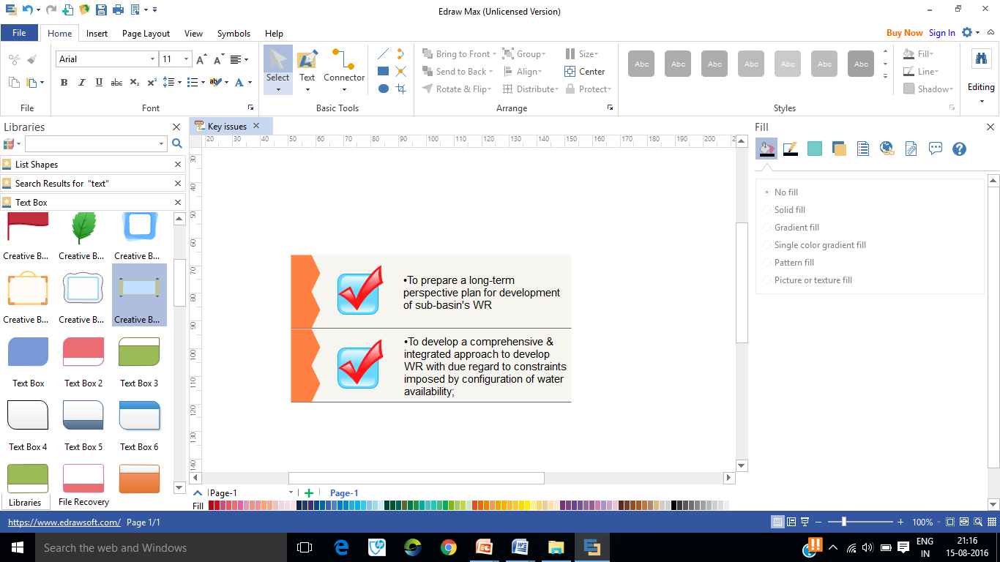 Edraw Max (Unlicensed Version)
File Home Insert Page Layout View Symbols Help
Buy Now Sign In
Arial 11
Select Text Connector
Bring to Front Group Size
Send to Back Align Center
Rotate & Flip Distribute Protect
Abc Abc Abc Abc Abc Abc Abc
Fill
Line
Shadow
Editing
File Font Basic Tools Arrange Styles
Libraries
List Shapes
Search Results for "text"
Text Box
Creative B... Creative B... Creative B...
Creative B... Creative B... Creative B...
Text Box Text Box 2 Text Box 3
Text Box 4 Text Box 5 Text Box 6
Libraries File Recovery
Key issues
20 30 40 50 60 70 80 90 100 110 120 130 140 150 160 170 180 190 200
30
40
50
60
70
80
90
100
110
120
130
140
•To prepare a long-term
perspective plan for development
of sub-basin's WR
•To develop a comprehensive &
integrated approach to develop
WR with due regard to constraints
imposed by configuration of water
availability;
Page-1 Page-1
Fill
Fill
No fill
Solid fill
Gradient fill
Single color gradient fill
Pattern fill
Picture or texture fill
https://www.edrawsoft.com/ Page 1/1
100%
Search the web and Windows
ENG
IN
21:16
15-08-2016